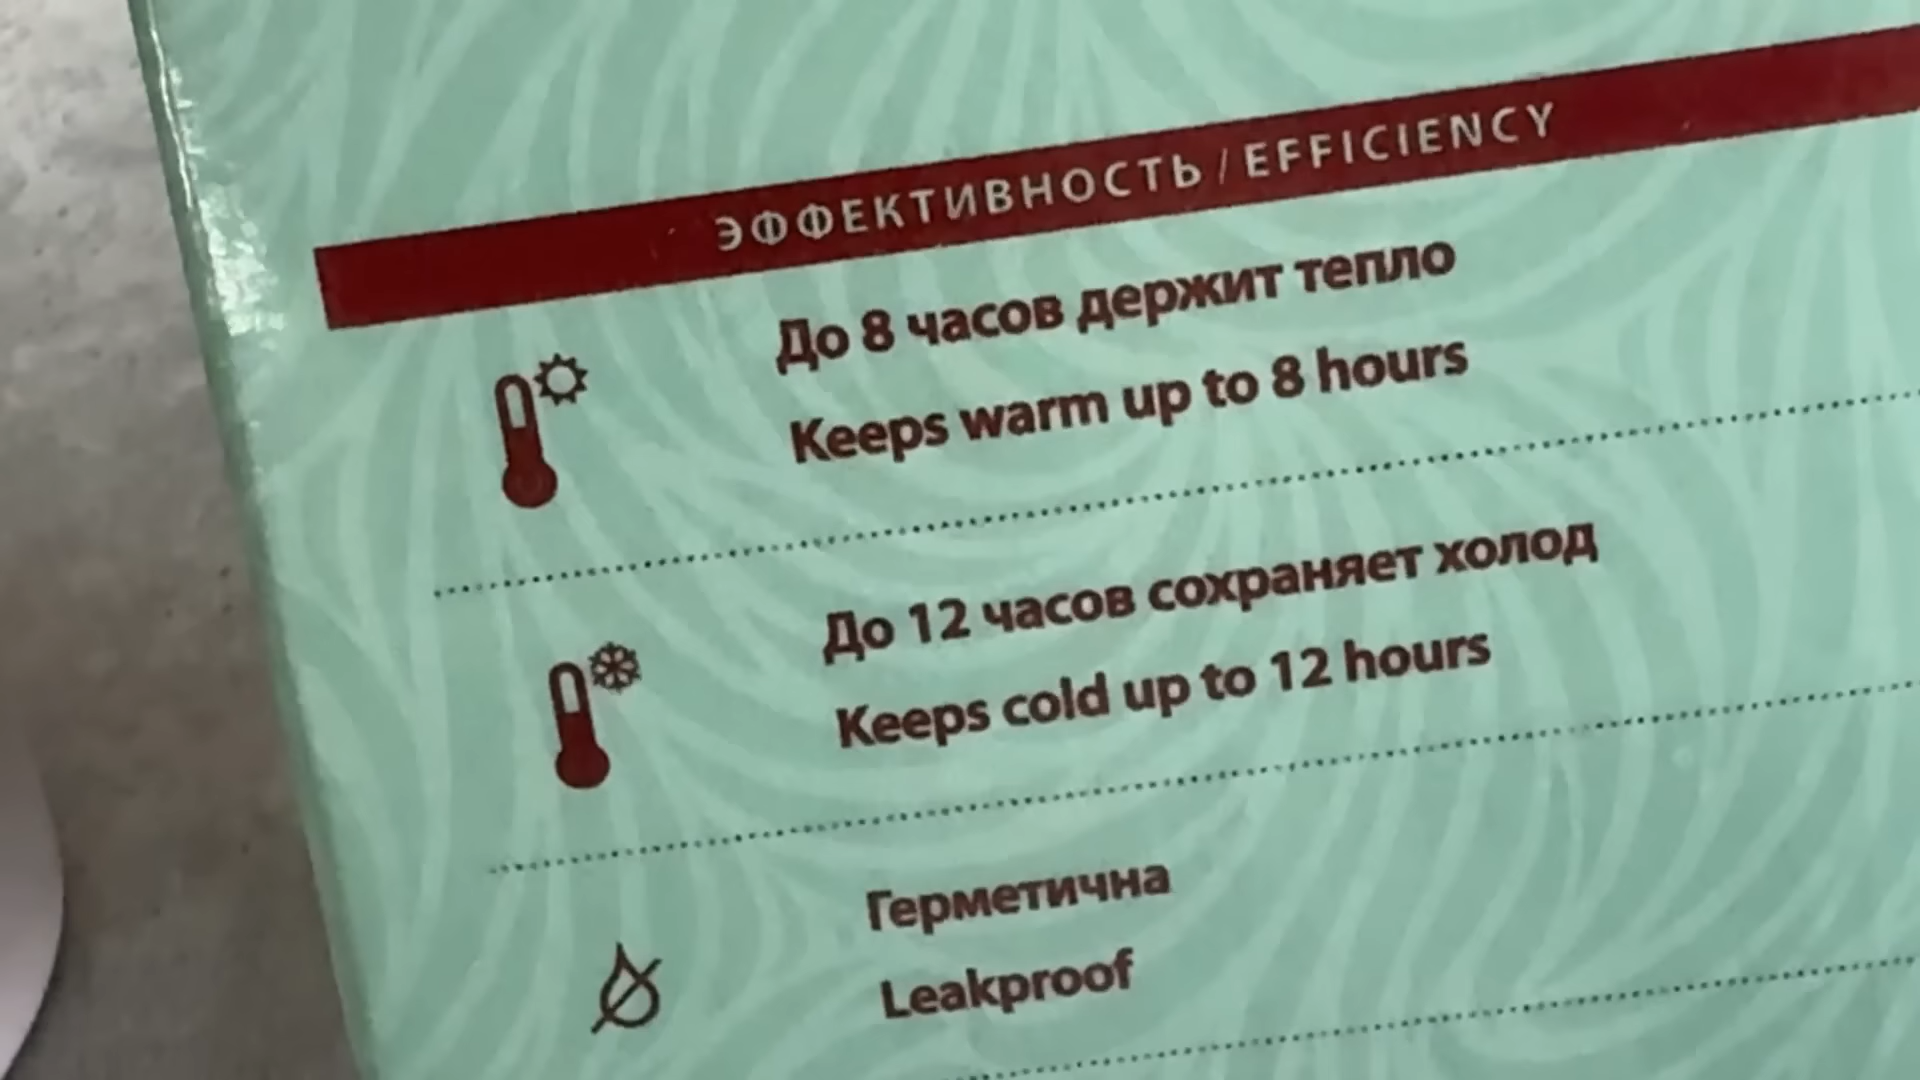 ЭФФЕКТИВНОСТЬ / EFFICIENCY
До 8 часов держит тепло
Keeps warm up to 8 hours
До 12 часов сохраняет холод
Keeps cold up to 12 hours
Герметична
Leakproof